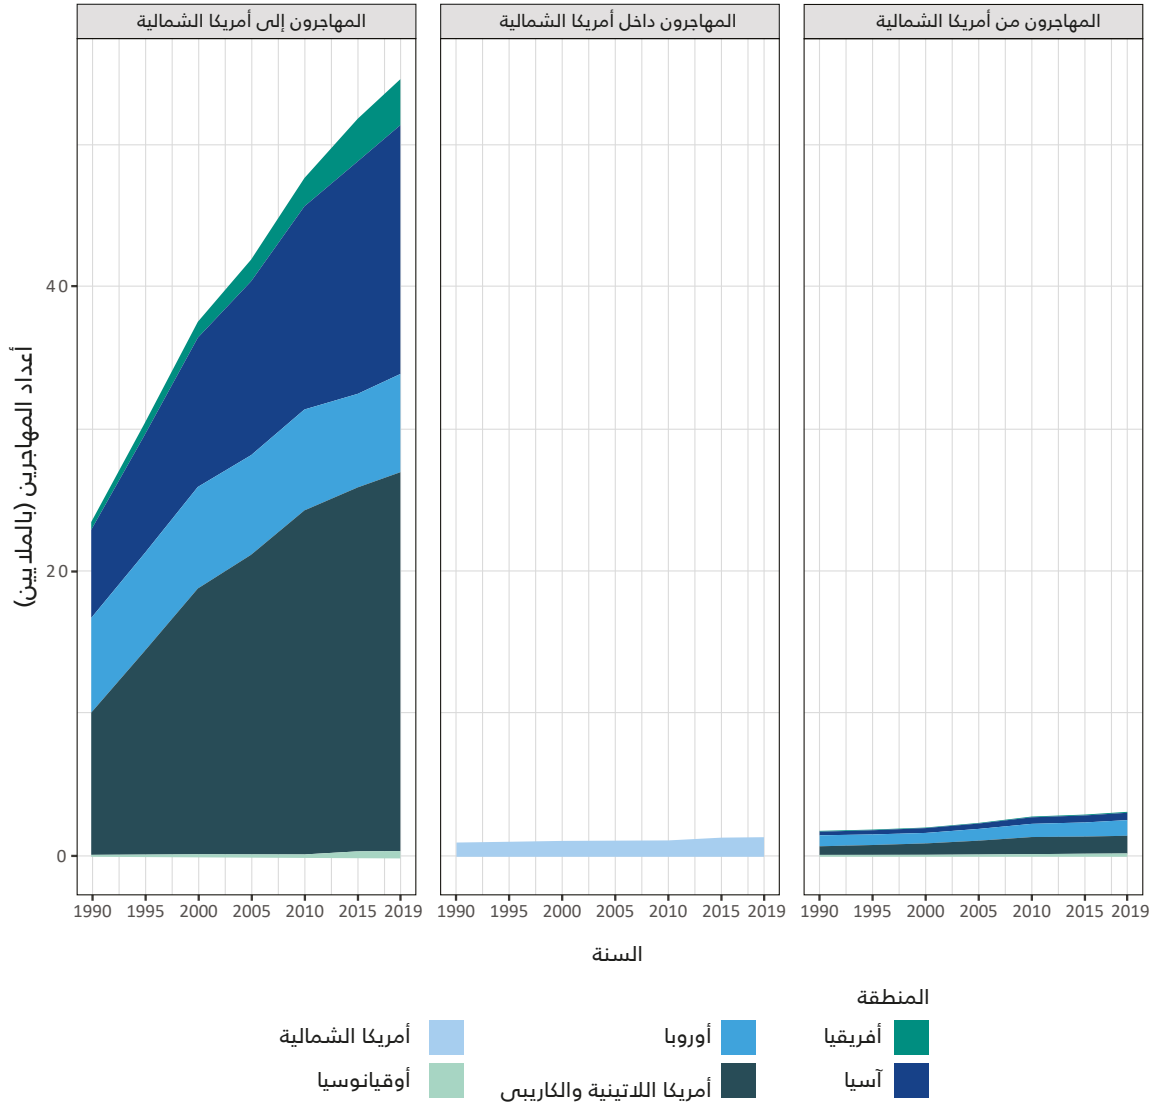 المهاجرون إلى أمريكا الشمالية
المهاجرون داخل أمريكا الشمالية
المهاجرون من أمريكا الشمالية
أعداد المهاجرين (بالملايين)
40
20
0
1990 1995 2000 2005 2010 2015 2019
1990 1995 2000 2005 2010 2015 2019
1990 1995 2000 2005 2010 2015 2019
السنة
المنطقة
أفريقيا
أوروبا
أمريكا الشمالية
آسيا
أمريكا اللاتينية والكاريبي
أوقيانوسيا